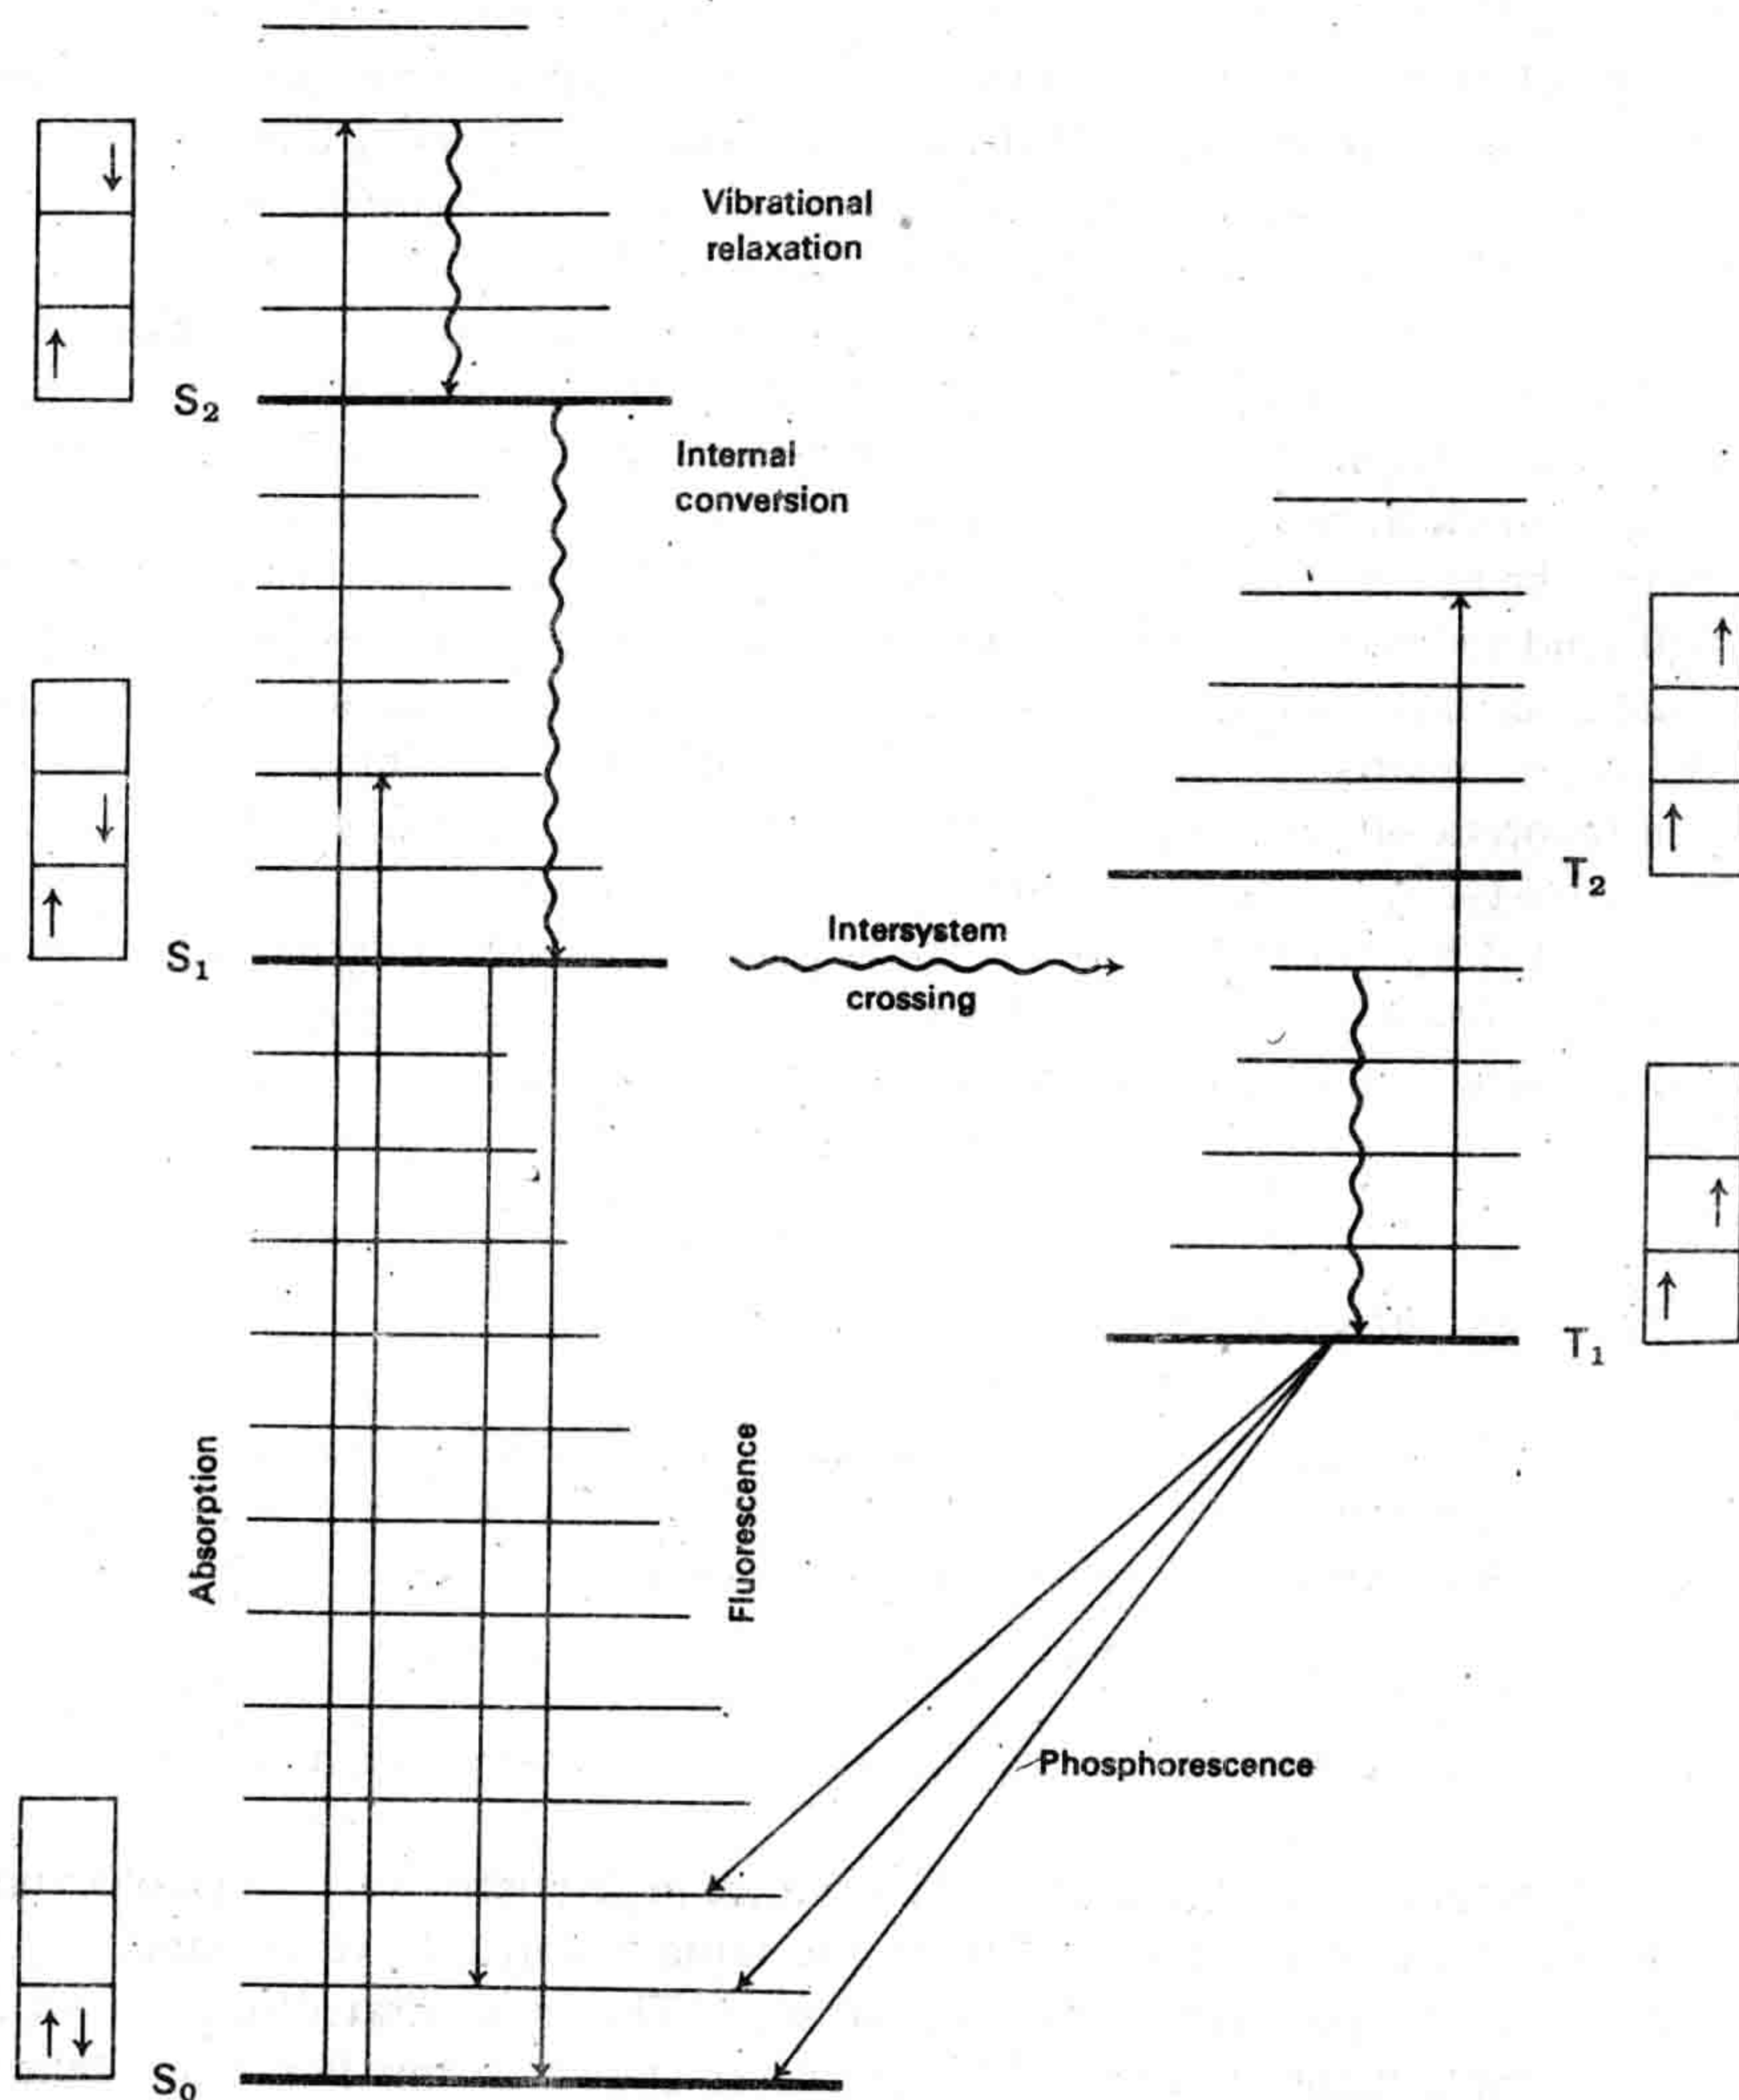 Vibrational
relaxation
S₂
Internal
conversion
T₂
Intersystem
S₁
crossing
T₁
Absorption
Fluorescence
Phosphorescence
S₀